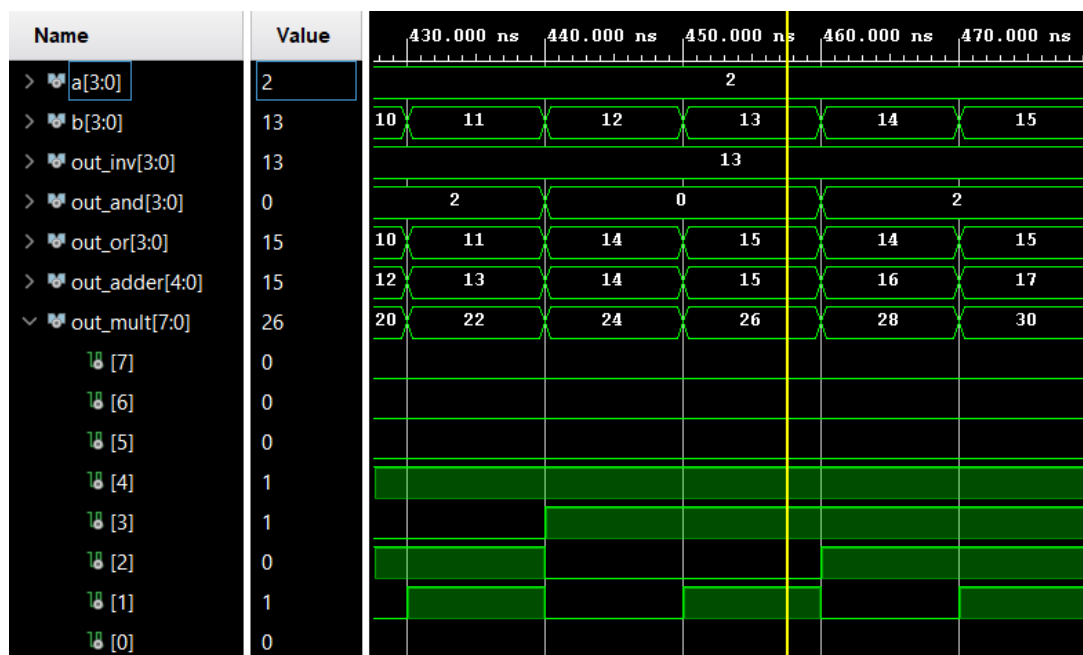 Name Value 430.000 ns 440.000 ns 450.000 ns 460.000 ns 470.000 ns
a[3:0] 2 2
b[3:0] 13 10 11 12 13 14 15
out_inv[3:0] 13 13
out_and[3:0] 0 2 0 2
out_or[3:0] 15 10 11 14 15 14 15
out_adder[4:0] 15 12 13 14 15 16 17
out_mult[7:0] 26 20 22 24 26 28 30
[7] 0
[6] 0
[5] 0
[4] 1
[3] 1
[2] 0
[1] 1
[0] 0